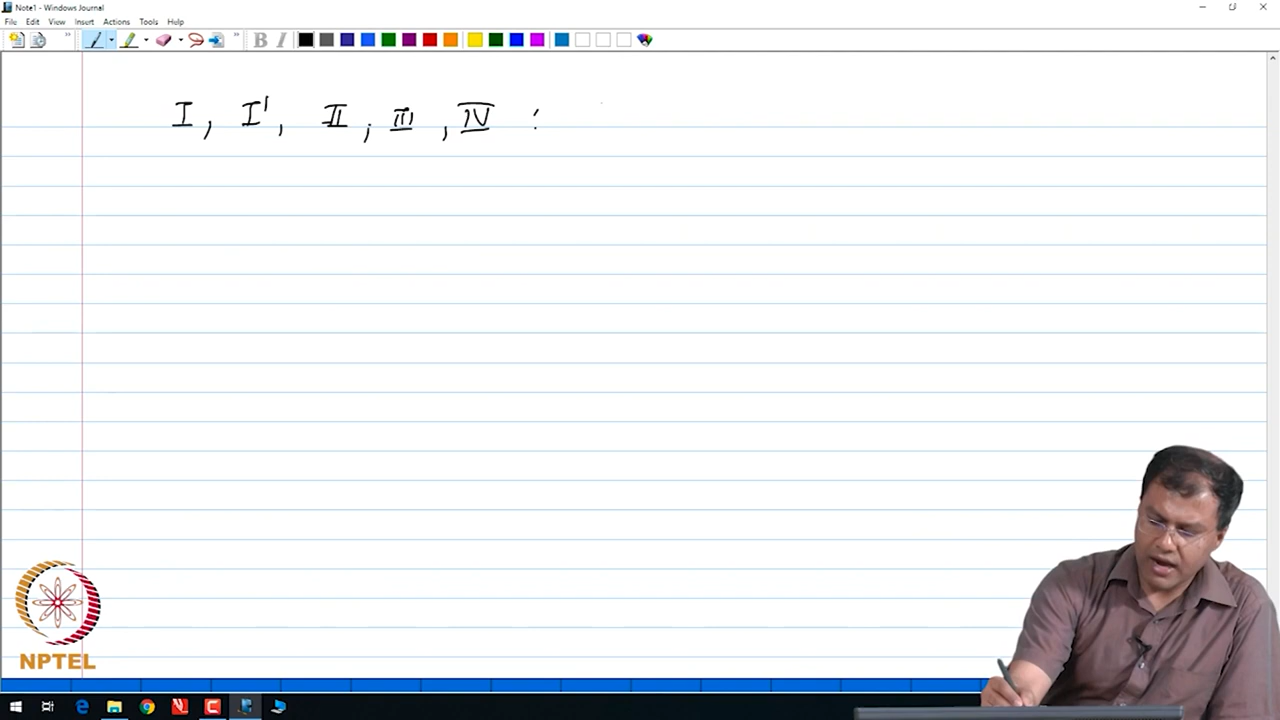 Note1 - Windows Journal
File Edit View Insert Actions Tools Help
B I
I, I', II, III, IV :
NPTEL